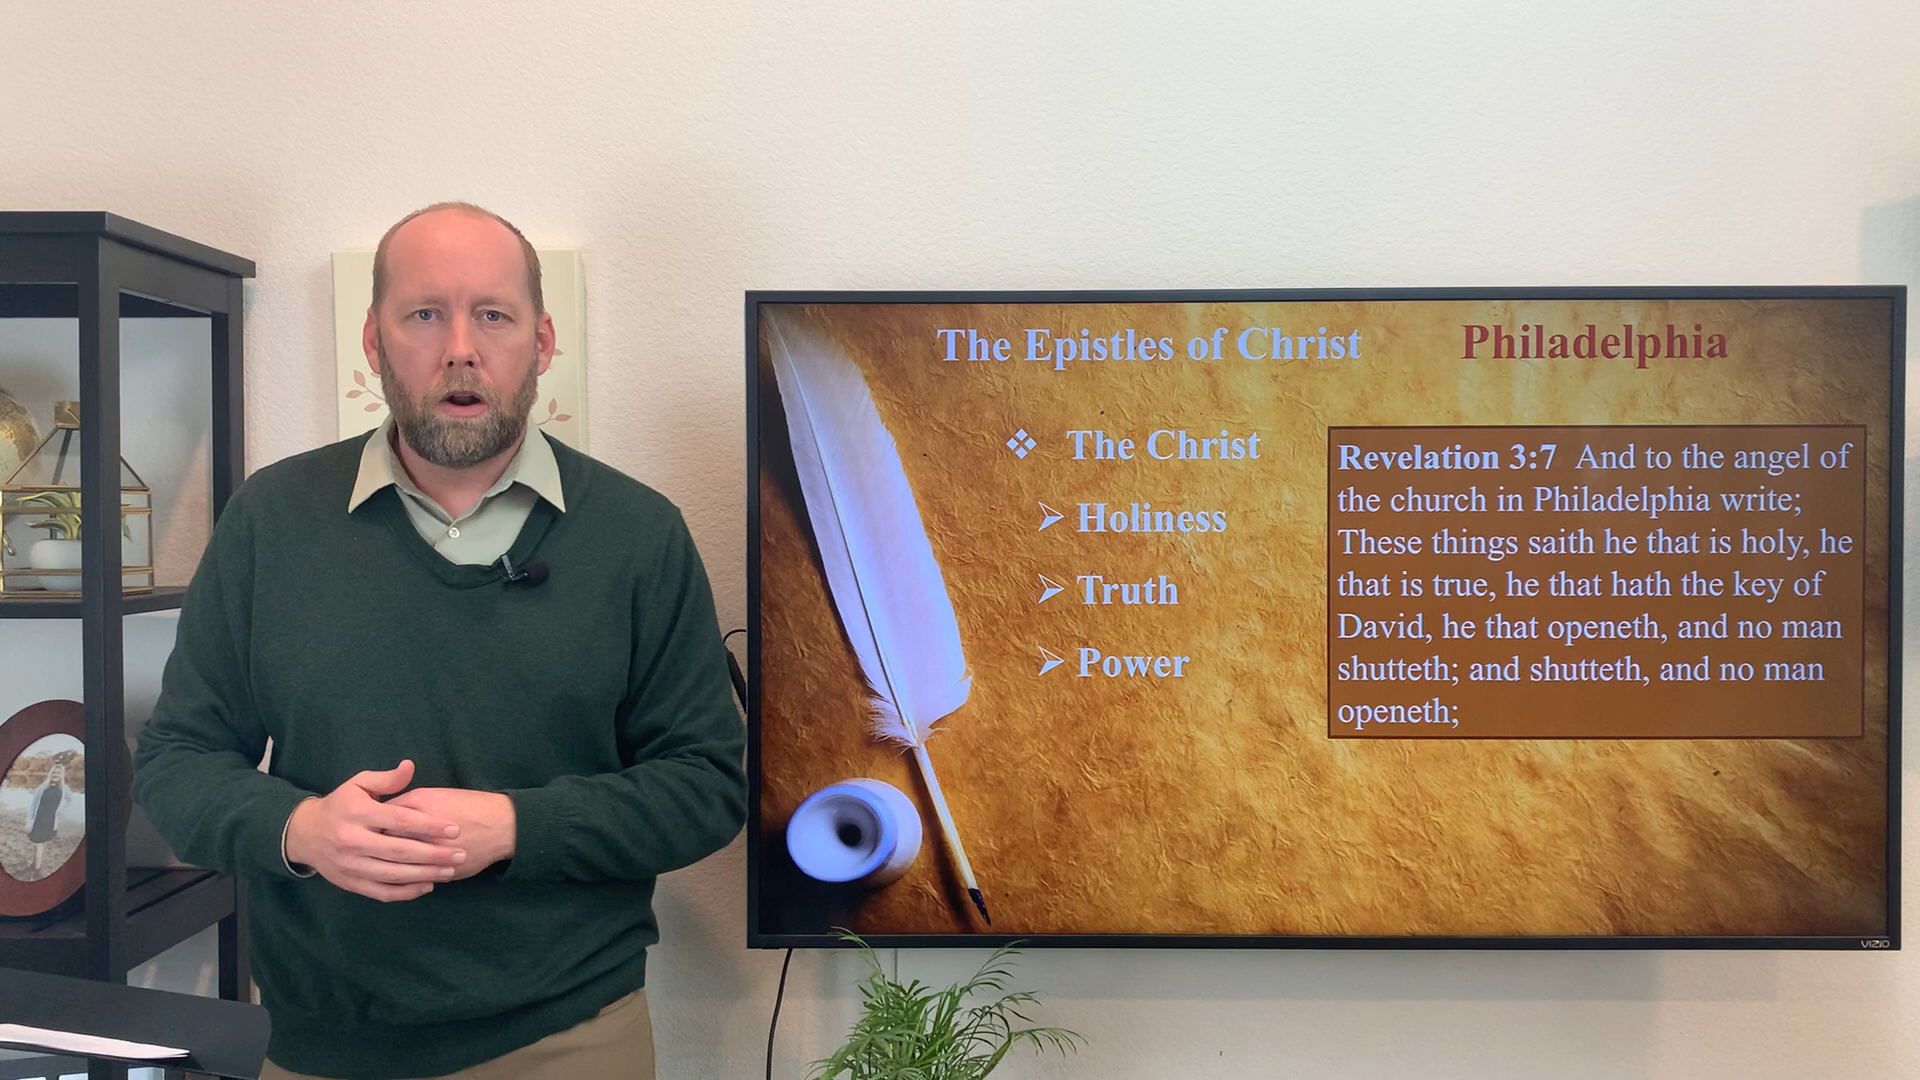 The Epistles of Christ
Philadelphia
❖ The Christ
➢ Holiness
➢ Truth
➢ Power
Revelation 3:7 And to the angel of
the church in Philadelphia write;
These things saith he that is holy, he
that is true, he that hath the key of
David, he that openeth, and no man
shutteth; and shutteth, and no man
openeth;
VIZIO